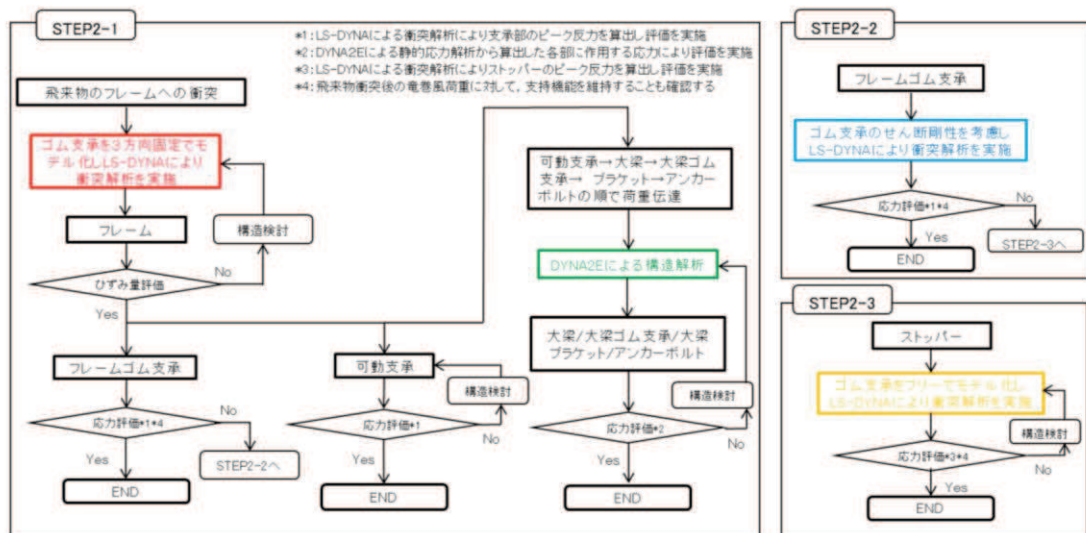 STEP2-1
*1:LS-DYNAによる衝突解析により支承部のピーク反力を算出し評価を実施
*2:DYNA2Eによる静的応力解析から算出した各部に作用する応力により評価を実施
*3:LS-DYNAによる衝突解析によりストッパーのピーク反力を算出し評価を実施
*4:飛来物衝突後の竜巻風荷重に対して,支持機能を維持することも確認する
飛来物のフレームへの衝突
ゴム支承を3方向固定でモ
デル化しLS-DYNAにより
衝突解析を実施
フレーム
構造検討
ひずみ量評価
No
Yes
フレームゴム支承
応力評価*1*4
No
Yes
STEP2-2へ
END
可動支承
構造検討
応力評価*1
No
Yes
END
可動支承→大梁→大梁ゴム
支承→ ブラケット→アンカー
ボルトの順で荷重伝達
DYNA2Eによる構造解析
大梁/大梁ゴム支承/大梁
ブラケット/アンカーボルト
構造検討
応力評価*2
No
Yes
END
STEP2-2
フレームゴム支承
ゴム支承のせん断剛性を考慮し
LS-DYNAにより衝突解析を実施
応力評価*1*4
No
Yes
STEP2-3へ
END
STEP2-3
ストッパー
ゴム支承をフリーでモデル化し
LS-DYNAにより衝突解析を実施
構造検討
応力評価*3*4
No
Yes
END